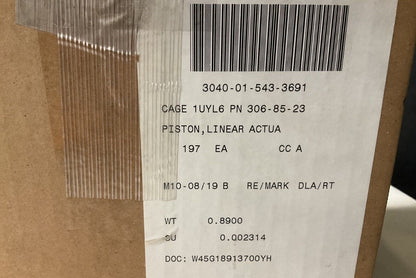 3040-01-543-3691
CAGE 1UYL6 PN 306-85-23
PISTON,LINEAR ACTUA
197 EA CC A
M10-08/19 B RE/MARK DLA/RT
WT 0.8900
SU 0.002314
DOC: W45G18913700YH